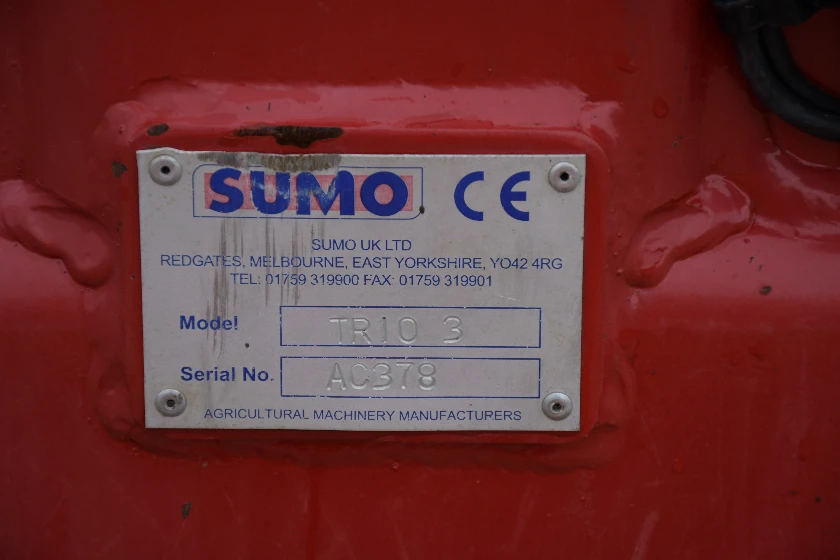 SUMO CE
SUMO UK LTD
REDGATES, MELBOURNE, EAST YORKSHIRE, YO42 4RG
TEL: 01759 319900 FAX: 01759 319901
Model TRIO 3
Serial No. AC378
AGRICULTURAL MACHINERY MANUFACTURERS